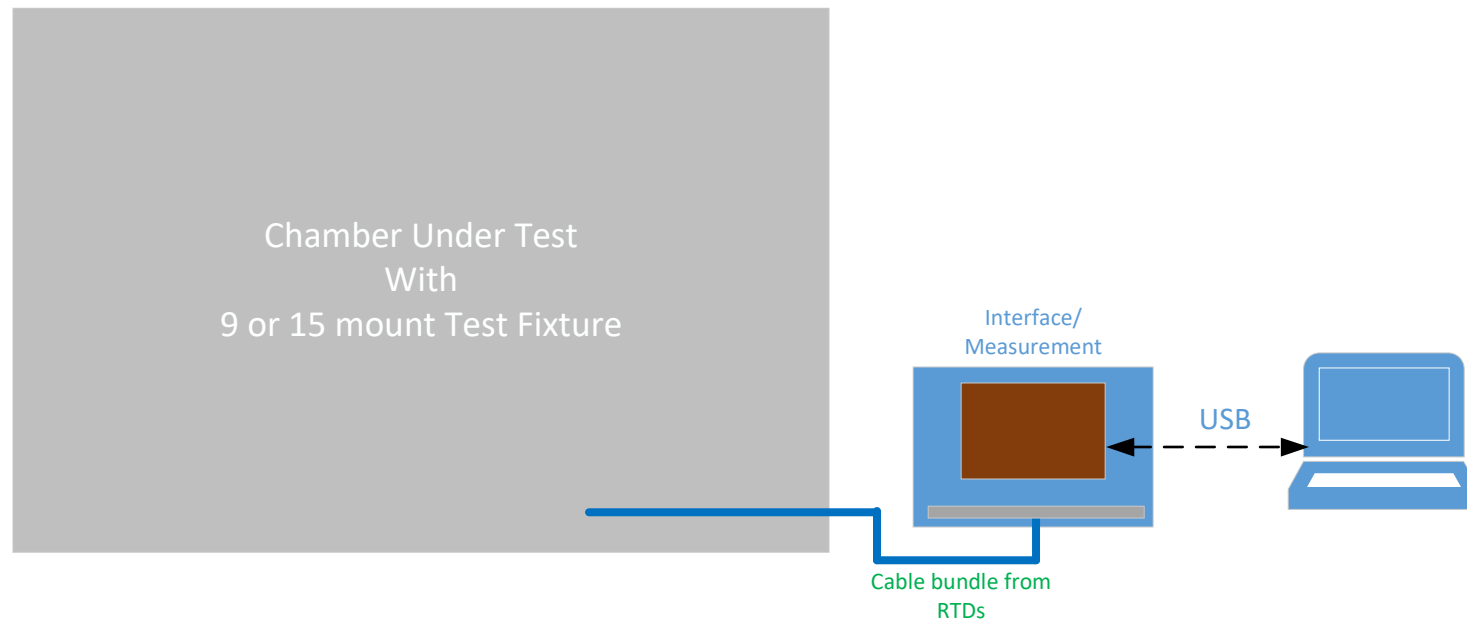 Chamber Under Test
With
9 or 15 mount Test Fixture
Interface/
Measurement
USB
Cable bundle from
RTDs